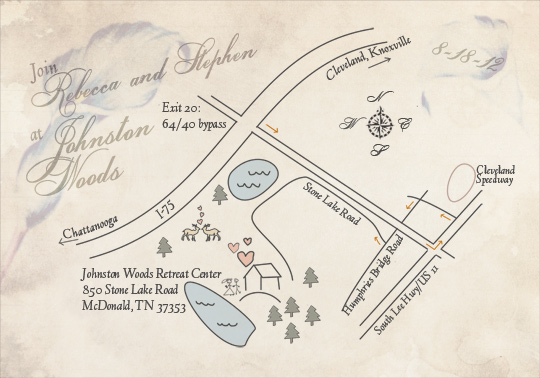 Join
Rebecca and Stephen
at Johnston
Woods
8-18-12
Cleveland, Knoxville
Exit 20:
64/40 bypass
N
W E
S
Cleveland
Speedway
Stone Lake Road
I-75
Chattanooga
Humphries Bridge Road
South Lee Hwy/US 11
Johnston Woods Retreat Center
850 Stone Lake Road
McDonald, TN 37353